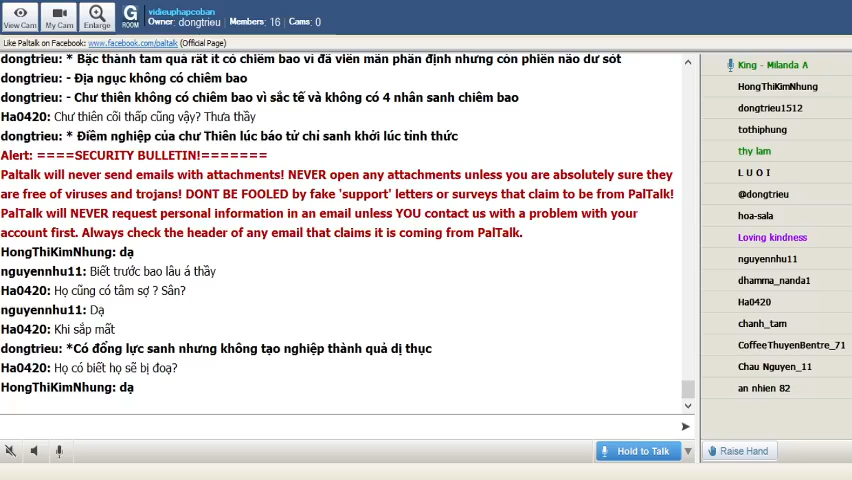 View Cam
My Cam
Enlarge
G
ROOM
vidieuphapcoban
Owner: dongtrieu Members: 16 Cams: 0
Like Paltalk on Facebook: www.facebook.com/paltalk (Official Page)
dongtrieu: * Bậc thánh tam quả rất ít có chiêm bao vì đã viên mãn phận định nhưng còn phiền não dư sót
dongtrieu: - Địa ngục không có chiêm bao
dongtrieu: - Chư thiên không có chiêm bao vì sắc tế và không có 4 nhân sanh chiêm bao
Ha0420: Chư thiên cõi thấp cũng vậy? Thưa thầy
dongtrieu: * Điềm nghiệp của chư Thiên lúc báo tử chỉ sanh khởi lúc tỉnh thức
Alert: ====SECURITY BULLETIN!=======
Paltalk will never send emails with attachments! NEVER open any attachments unless you are absolutely sure they
are free of viruses and trojans! DONT BE FOOLED by fake 'support' letters or surveys that claim to be from PalTalk!
PalTalk will NEVER request personal information in an email unless YOU contact us with a problem with your
account first. Always check the header of any email that claims it is coming from PalTalk.
HongThiKimNhung: dạ
nguyennhu11: Biết trước bao lâu á thầy
Ha0420: Họ cũng có tâm sợ ? Sân?
nguyennhu11: Dạ
Ha0420: Khi sắp mất
dongtrieu: *Có đổng lực sanh nhưng không tạo nghiệp thành quả dị thục
Ha0420: Họ có biết họ sẽ bị đoạ?
HongThiKimNhung: dạ
Hold to Talk
King - Milanda A
HongThiKimNhung
dongtrieu1512
tothiphung
thy lam
L U O I
@dongtrieu
hoa-sala
Loving kindness
nguyennhu11
dhamma_nanda1
Ha0420
chanh_tam
CoffeeThuyenBentre_71
Chau Nguyen_11
an nhien 82
Raise Hand